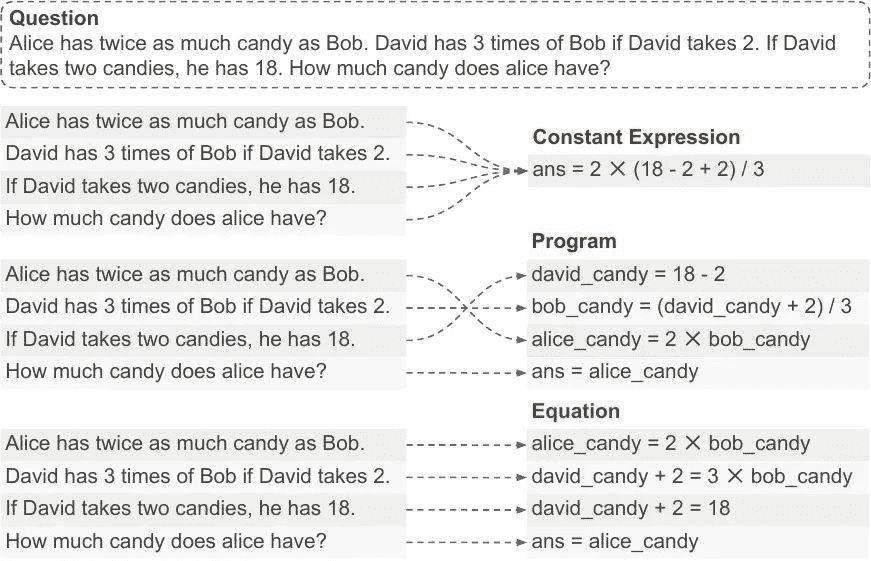 Question
Alice has twice as much candy as Bob. David has 3 times of Bob if David takes 2. If David
takes two candies, he has 18. How much candy does alice have?
Alice has twice as much candy as Bob.
David has 3 times of Bob if David takes 2.
If David takes two candies, he has 18.
How much candy does alice have?
Constant Expression
ans = 2 × (18 - 2 + 2) / 3
Program
Alice has twice as much candy as Bob.
David has 3 times of Bob if David takes 2.
If David takes two candies, he has 18.
How much candy does alice have?
david_candy = 18 - 2
bob_candy = (david_candy + 2) / 3
alice_candy = 2 × bob_candy
ans = alice_candy
Equation
Alice has twice as much candy as Bob.
David has 3 times of Bob if David takes 2.
If David takes two candies, he has 18.
How much candy does alice have?
alice_candy = 2 × bob_candy
david_candy + 2 = 3 × bob_candy
david_candy + 2 = 18
ans = alice_candy